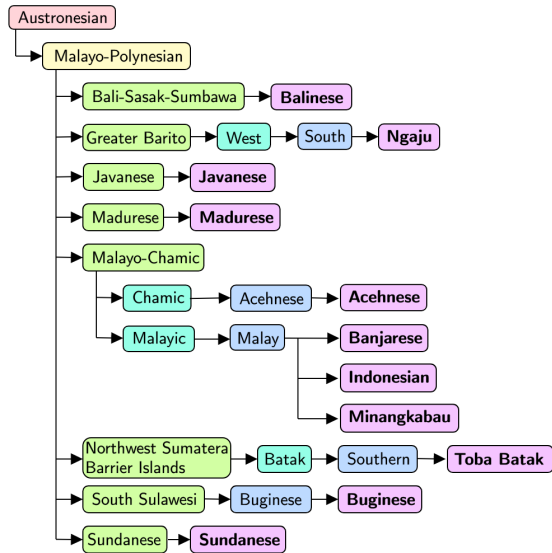 Austronesian
Malayo-Polynesian
Bali-Sasak-Sumbawa Balinese
Greater Barito West South Ngaju
Javanese Javanese
Madurese Madurese
Malayo-Chamic
Chamic Acehnese Acehnese
Malayic Malay Banjarese
Indonesian
Minangkabau
Northwest Sumatera
Barrier Islands Batak Southern Toba Batak
South Sulawesi Buginese Buginese
Sundanese Sundanese